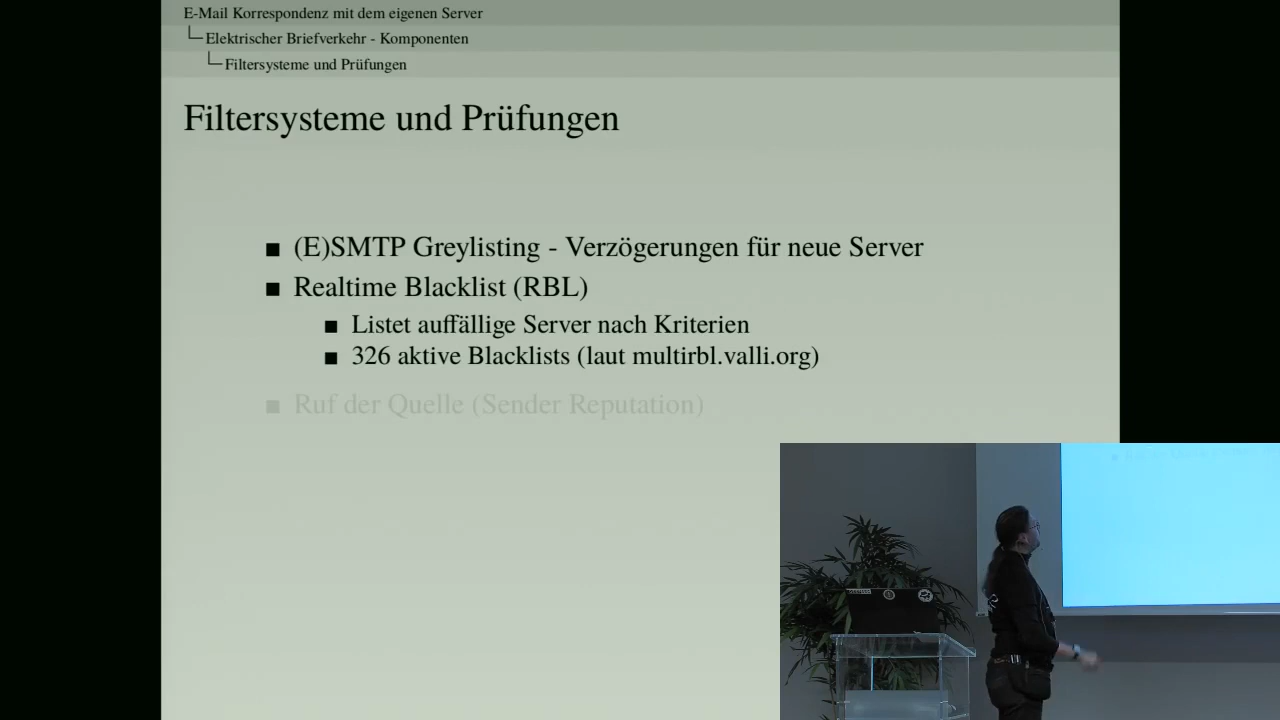 E-Mail Korrespondenz mit dem eigenen Server
Elektrischer Briefverkehr - Komponenten
Filtersysteme und Prüfungen
Filtersysteme und Prüfungen
(E)SMTP Greylisting - Verzögerungen für neue Server
Realtime Blacklist (RBL)
Listet auffällige Server nach Kriterien
326 aktive Blacklists (laut multirbl.valli.org)
Ruf der Quelle (Sender Reputation)